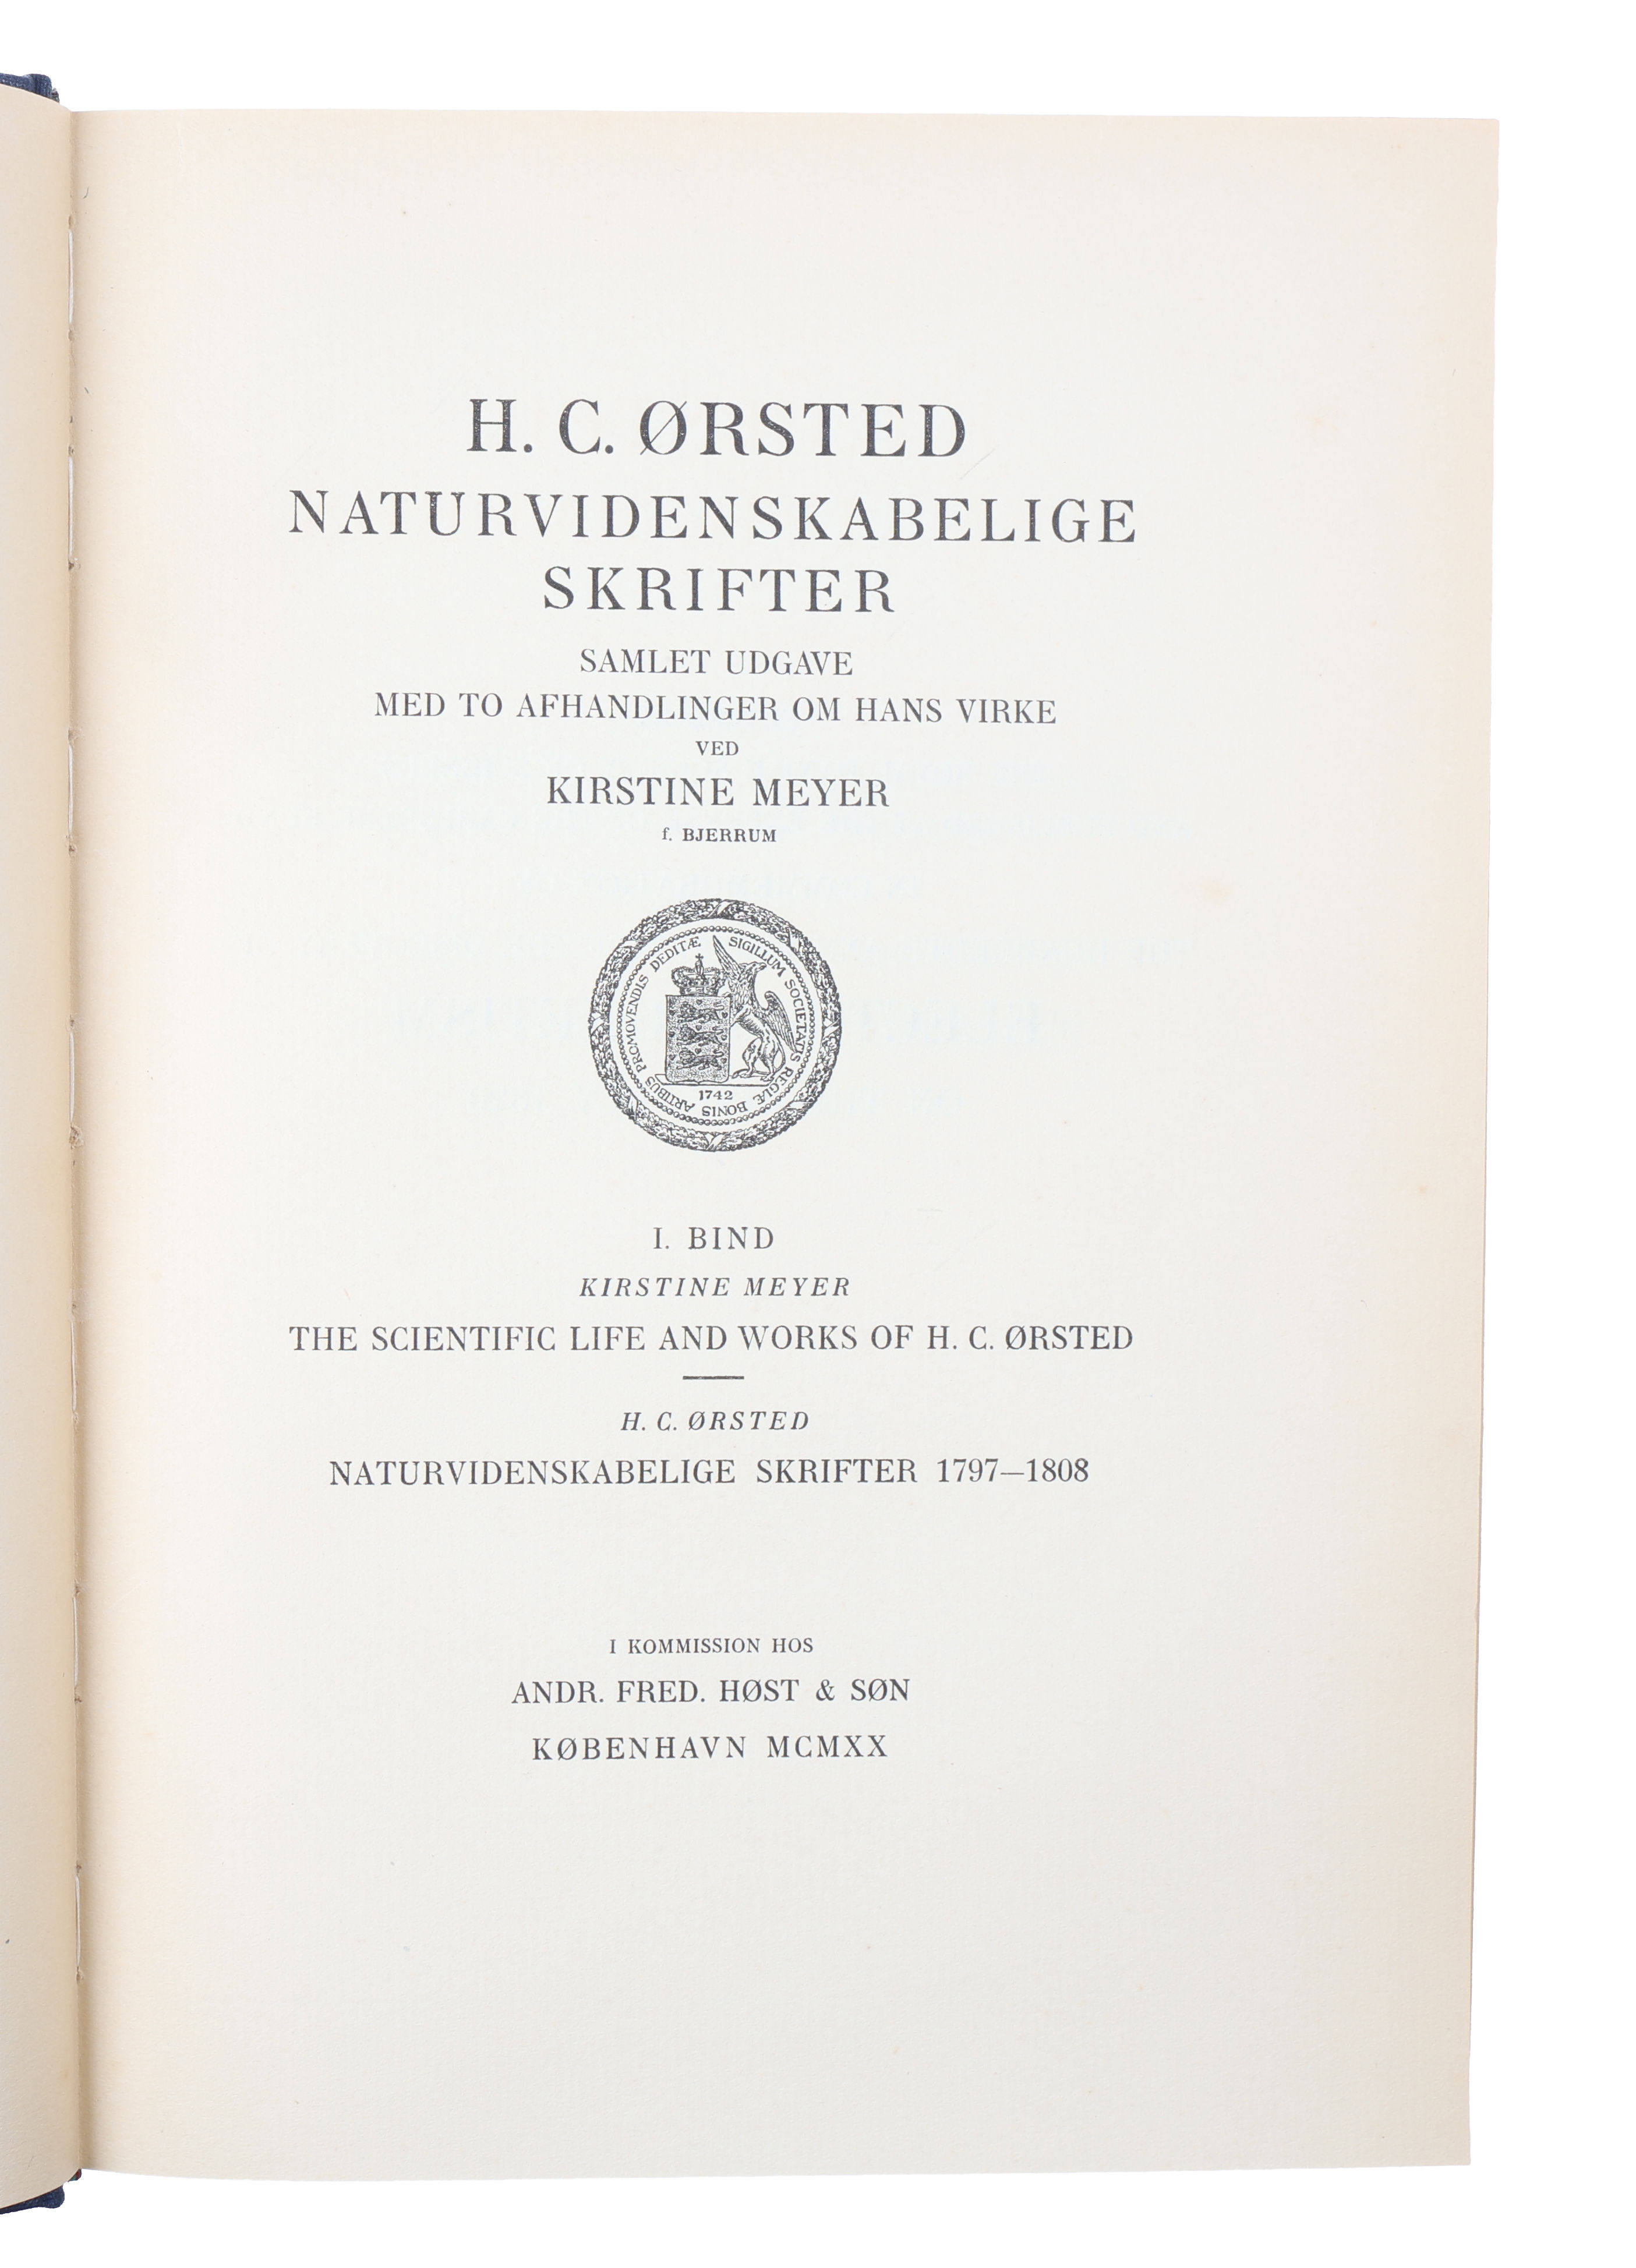 H. C. ØRSTED
NATURVIDENSKABELIGE
SKRIFTER
SAMLET UDGAVE
MED TO AFHANDLINGER OM HANS VIRKE
VED
KIRSTINE MEYER
f. BJERRUM
SIGILLUM SOCIETATIS REGIÆ BONIS ARTIBUS PROMOVENDIS DEDITÆ
1742
I. BIND
KIRSTINE MEYER
THE SCIENTIFIC LIFE AND WORKS OF H. C. ØRSTED
H. C. ØRSTED
NATURVIDENSKABELIGE SKRIFTER 1797—1808
I KOMMISSION HOS
ANDR. FRED. HØST & SØN
KØBENHAVN MCMXX